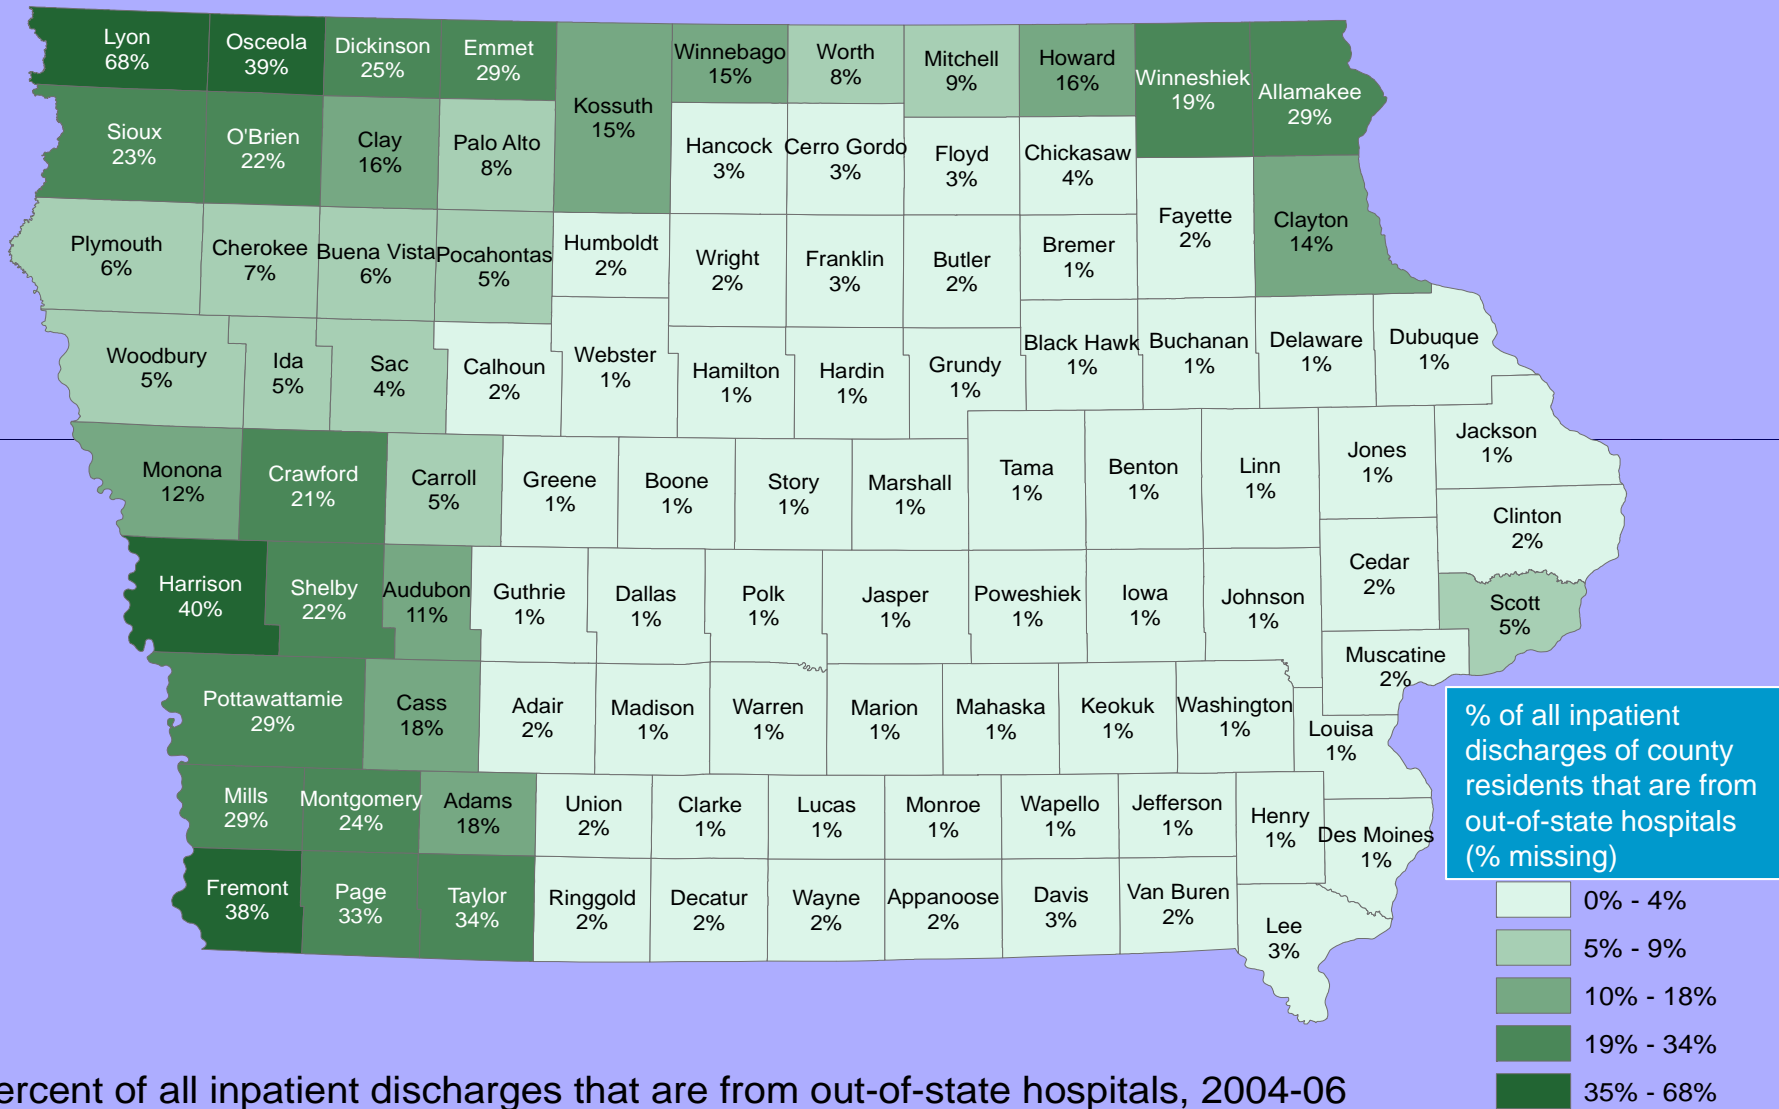 Lyon
68%
Osceola
39%
Dickinson
25%
Emmet
29%
Kossuth
15%
Winnebago
15%
Worth
8%
Mitchell
9%
Howard
16%
Winneshiek
19%
Allamakee
29%
Sioux
23%
O'Brien
22%
Clay
16%
Palo Alto
8%
Hancock
3%
Cerro Gordo
3%
Floyd
3%
Chickasaw
4%
Fayette
2%
Clayton
14%
Plymouth
6%
Cherokee
7%
Buena Vista
6%
Pocahontas
5%
Humboldt
2%
Wright
2%
Franklin
3%
Butler
2%
Bremer
1%
Woodbury
5%
Ida
5%
Sac
4%
Calhoun
2%
Webster
1%
Hamilton
1%
Hardin
1%
Grundy
1%
Black Hawk
1%
Buchanan
1%
Delaware
1%
Dubuque
1%
Monona
12%
Crawford
21%
Carroll
5%
Greene
1%
Boone
1%
Story
1%
Marshall
1%
Tama
1%
Benton
1%
Linn
1%
Jones
1%
Jackson
1%
Clinton
2%
Harrison
40%
Shelby
22%
Audubon
11%
Guthrie
1%
Dallas
1%
Polk
1%
Jasper
1%
Poweshiek
1%
Iowa
1%
Johnson
1%
Cedar
2%
Scott
5%
Muscatine
2%
Pottawattamie
29%
Cass
18%
Adair
2%
Madison
1%
Warren
1%
Marion
1%
Mahaska
1%
Keokuk
1%
Washington
1%
Louisa
1%
Mills
29%
Montgomery
24%
Adams
18%
Union
2%
Clarke
1%
Lucas
1%
Monroe
1%
Wapello
1%
Jefferson
1%
Henry
1%
Des Moines
1%
Fremont
38%
Page
33%
Taylor
34%
Ringgold
2%
Decatur
2%
Wayne
2%
Appanoose
2%
Davis
3%
Van Buren
2%
Lee
3%
% of all inpatient
discharges of county
residents that are from
out-of-state hospitals
(% missing)
0% - 4%
5% - 9%
10% - 18%
19% - 34%
35% - 68%
ercent of all inpatient discharges that are from out-of-state hospitals, 2004-06